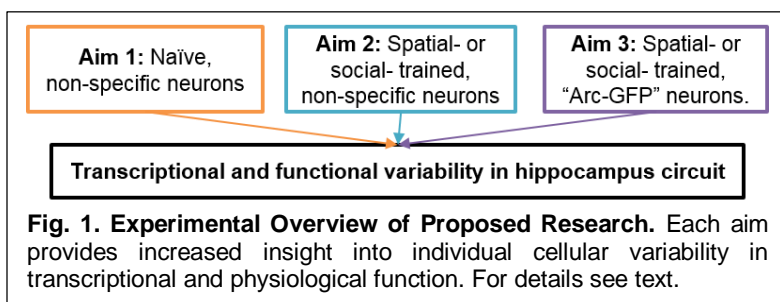 Aim 1: Naïve,
non-specific neurons
Aim 2: Spatial- or
social- trained,
non-specific neurons
Aim 3: Spatial- or
social- trained,
“Arc-GFP” neurons.
Transcriptional and functional variability in hippocampus circuit
Fig. 1. Experimental Overview of Proposed Research. Each aim
provides increased insight into individual cellular variability in
transcriptional and physiological function. For details see text.